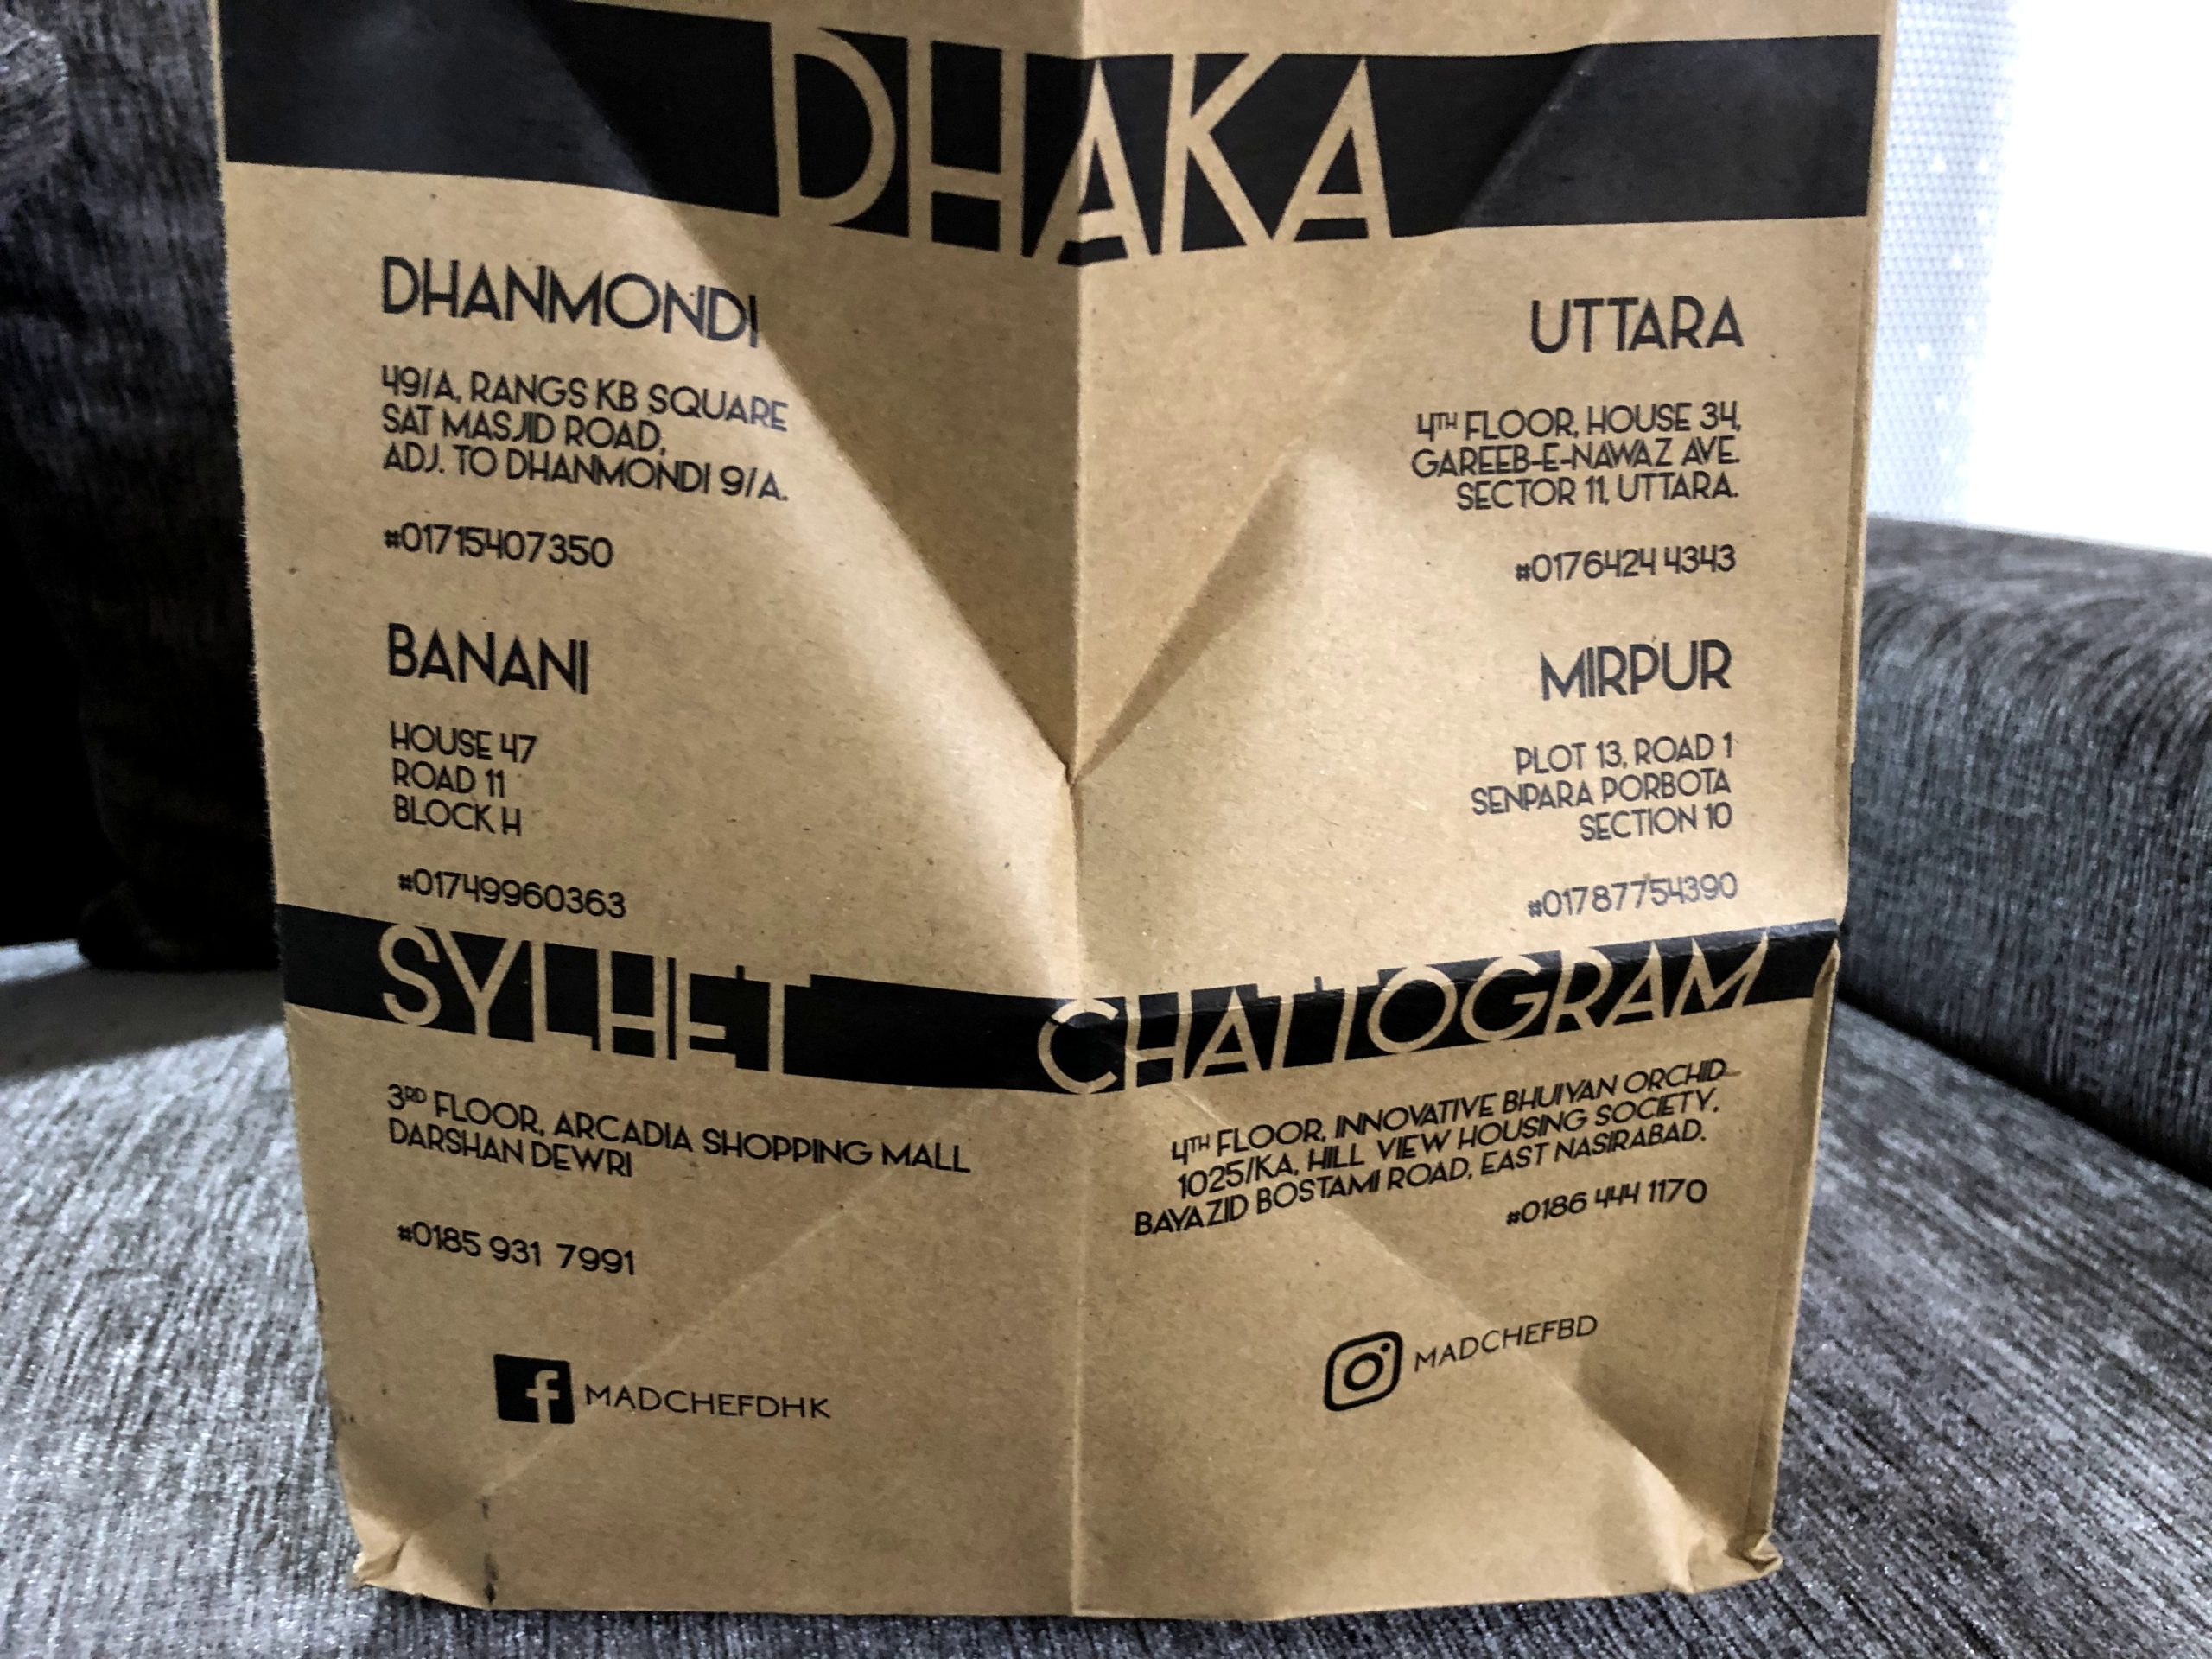 DHAKA
DHANMONDI
49/A, RANGS KB SQUARE
SAT MASJID ROAD,
ADJ. TO DHANMONDI 9/A.
#01715407350
UTTARA
4TH FLOOR, HOUSE 34,
GAREEB-E-NAWAZ AVE.
SECTOR 11, UTTARA.
#0176424 4343
BANANI
HOUSE 47
ROAD 11
BLOCK H
#01749960363
MIRPUR
PLOT 13, ROAD 1
SENPARA PORBOTA
SECTION 10
#01787754390
SYLHET
3RD FLOOR, ARCADIA SHOPPING MALL
DARSHAN DEWRI
#0185 931 7991
CHATTOGRAM
4TH FLOOR, INNOVATIVE BHUIYAN ORCHID
1025/KA, HILL VIEW HOUSING SOCIETY,
BAYAZID BOSTAMI ROAD, EAST NASIRABAD.
#0186 444 1170
MADCHEFDHK
MADCHEFBD